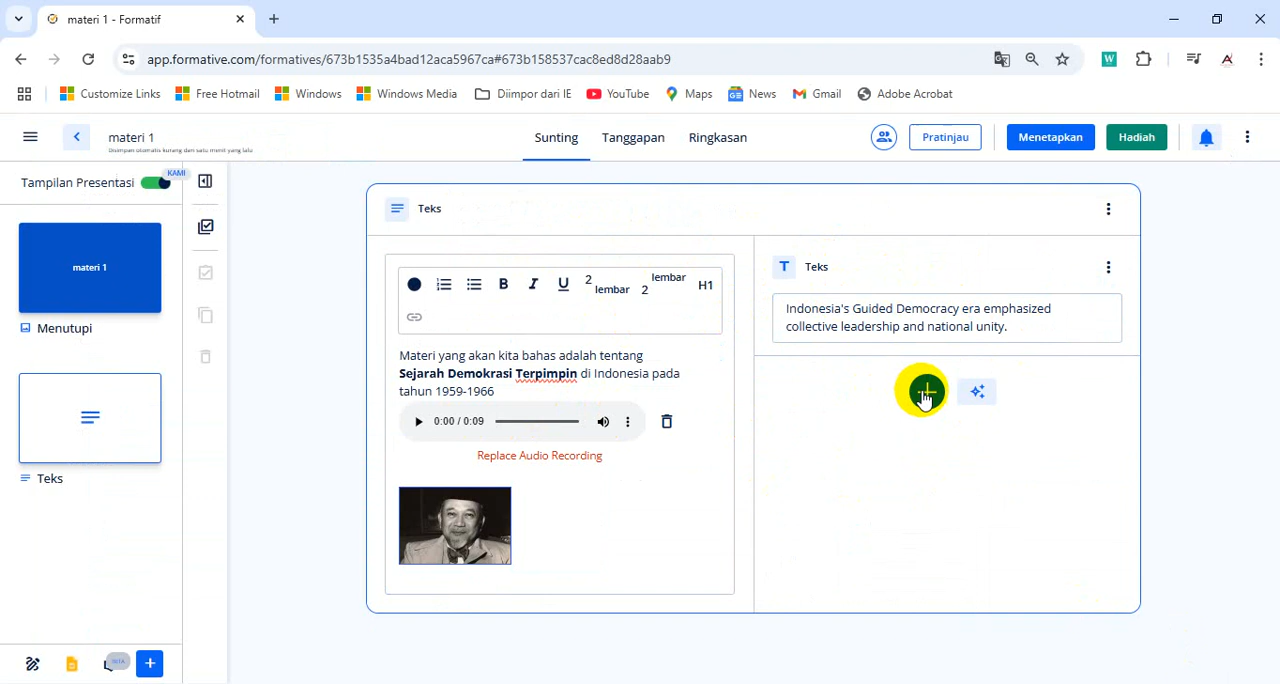 materi 1 - Formatif
app.formative.com/formatives/673b1535a4bad12aca5967ca#673b158537cac8ed8d28aab9
Customize Links
Free Hotmail
Windows
Windows Media
Diimpor dari IE
YouTube
Maps
News
Gmail
Adobe Acrobat
materi 1
Disimpan otomatis kurang dari satu menit yang lalu
Sunting
Tanggapan
Ringkasan
Pratinjau
Menetapkan
Hadiah
Tampilan Presentasi
KAMI
materi 1
Menutupi
Teks
Teks
B I U 2 lembar lembar 2 H1
Materi yang akan kita bahas adalah tentang
Sejarah Demokrasi Terpimpin di Indonesia pada
tahun 1959-1966
0:00 / 0:09
Replace Audio Recording
T Teks
Indonesia's Guided Democracy era emphasized
collective leadership and national unity.